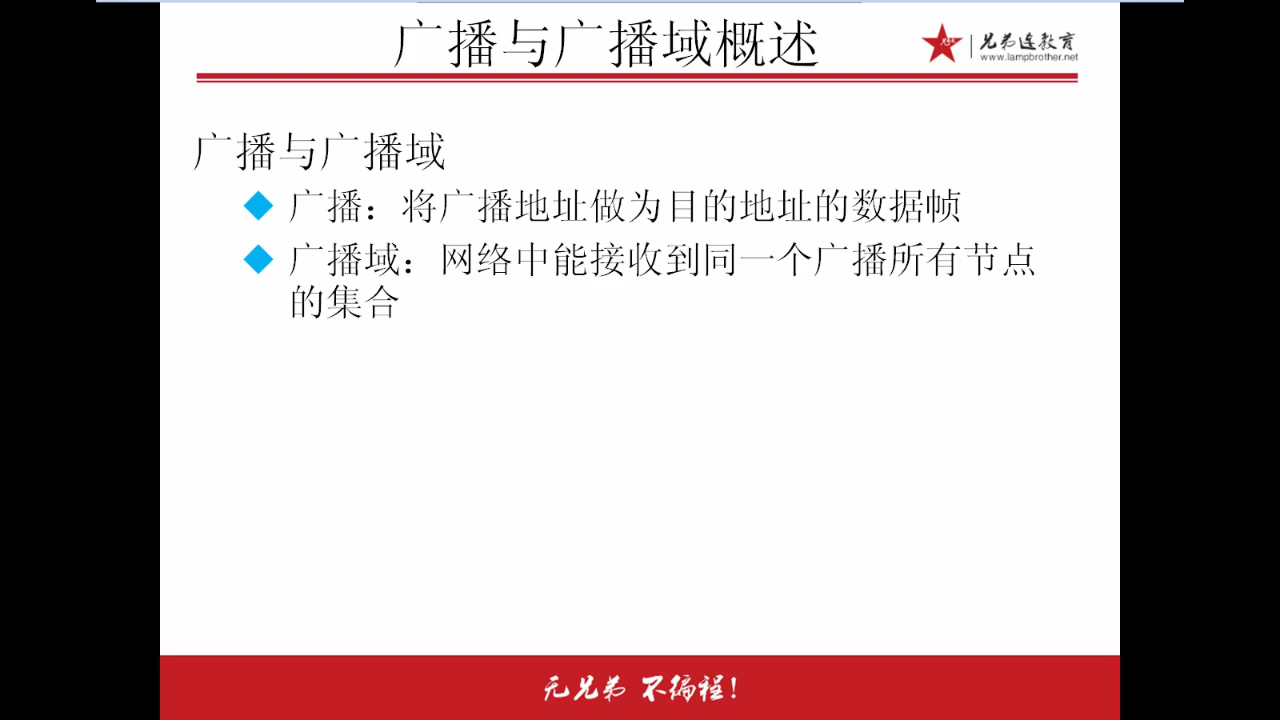 广播与广播域概述
兄弟连教育
www.lampbrother.net
广播与广播域
广播：将广播地址做为目的地址的数据帧
广播域：网络中能接收到同一个广播所有节点
的集合
无兄弟 不编程！